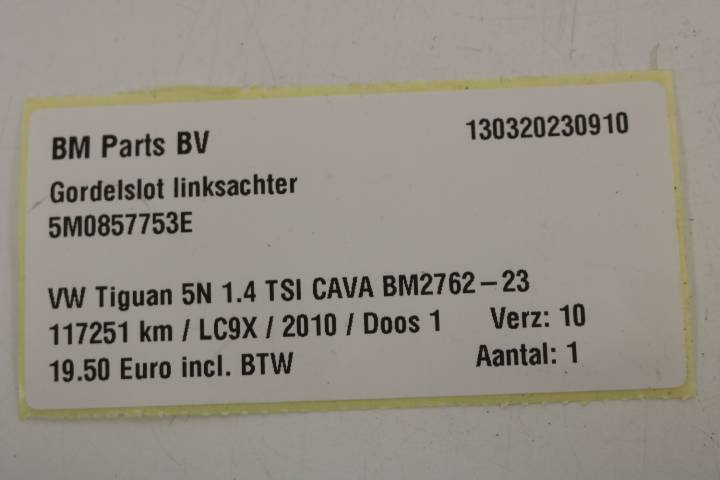 BM Parts BV 130320230910
Gordelslot linksachter
5M0857753E
VW Tiguan 5N 1.4 TSI CAVA BM2762-23
117251 km / LC9X / 2010 / Doos 1 Verz: 10
19.50 Euro incl. BTW Aantal: 1